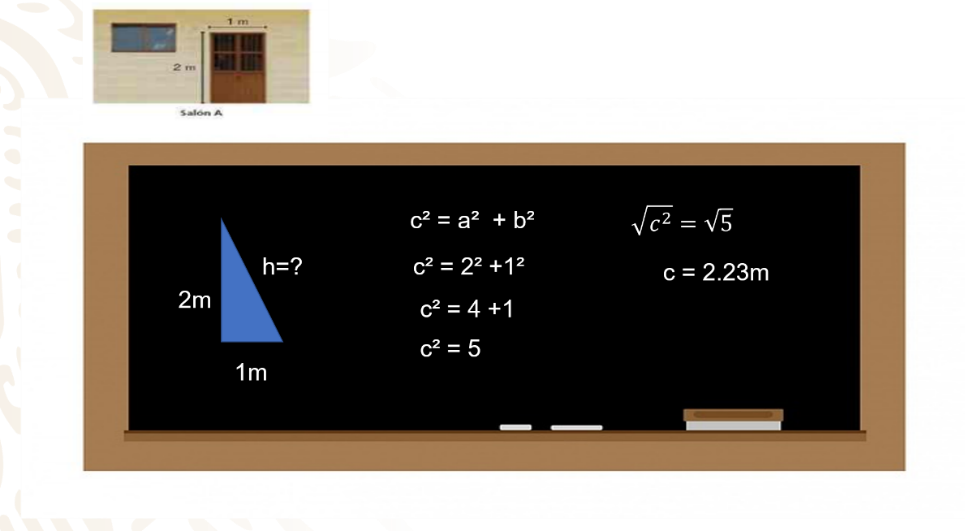 1 m
2 m
Salón A
2m
h=?
1m
c² = a² + b²
c² = 2² +1²
c² = 4 +1
c² = 5
√c² = √5
c = 2.23m